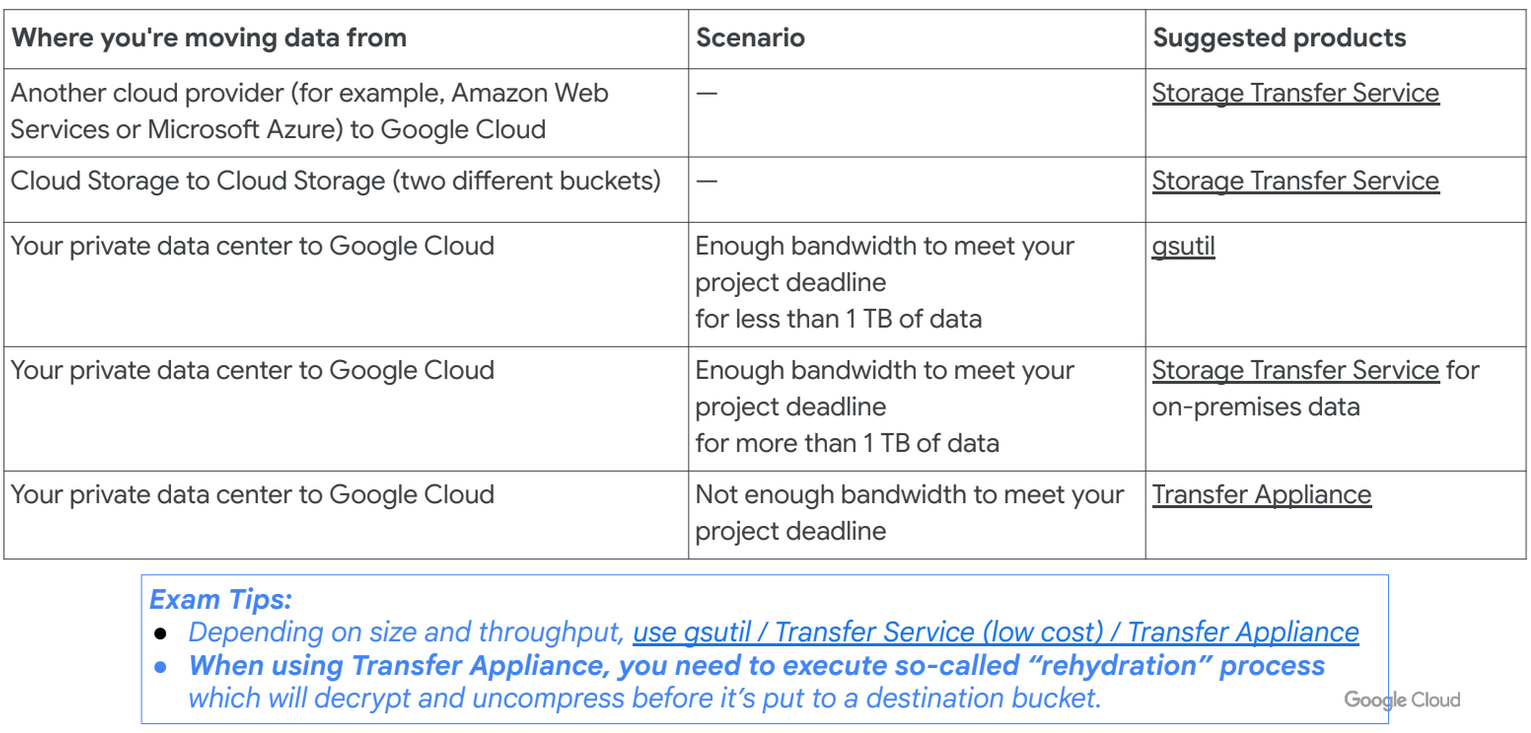 Where you're moving data from
Scenario
Suggested products
Another cloud provider (for example, Amazon Web
Services or Microsoft Azure) to Google Cloud
—
Storage Transfer Service
Cloud Storage to Cloud Storage (two different buckets)
—
Storage Transfer Service
Your private data center to Google Cloud
Enough bandwidth to meet your
project deadline
for less than 1 TB of data
gsutil
Your private data center to Google Cloud
Enough bandwidth to meet your
project deadline
for more than 1 TB of data
Storage Transfer Service for
on-premises data
Your private data center to Google Cloud
Not enough bandwidth to meet your
project deadline
Transfer Appliance
Exam Tips:
● Depending on size and throughput, use gsutil / Transfer Service (low cost) / Transfer Appliance
● When using Transfer Appliance, you need to execute so-called “rehydration” process
which will decrypt and uncompress before it’s put to a destination bucket.
Google Cloud